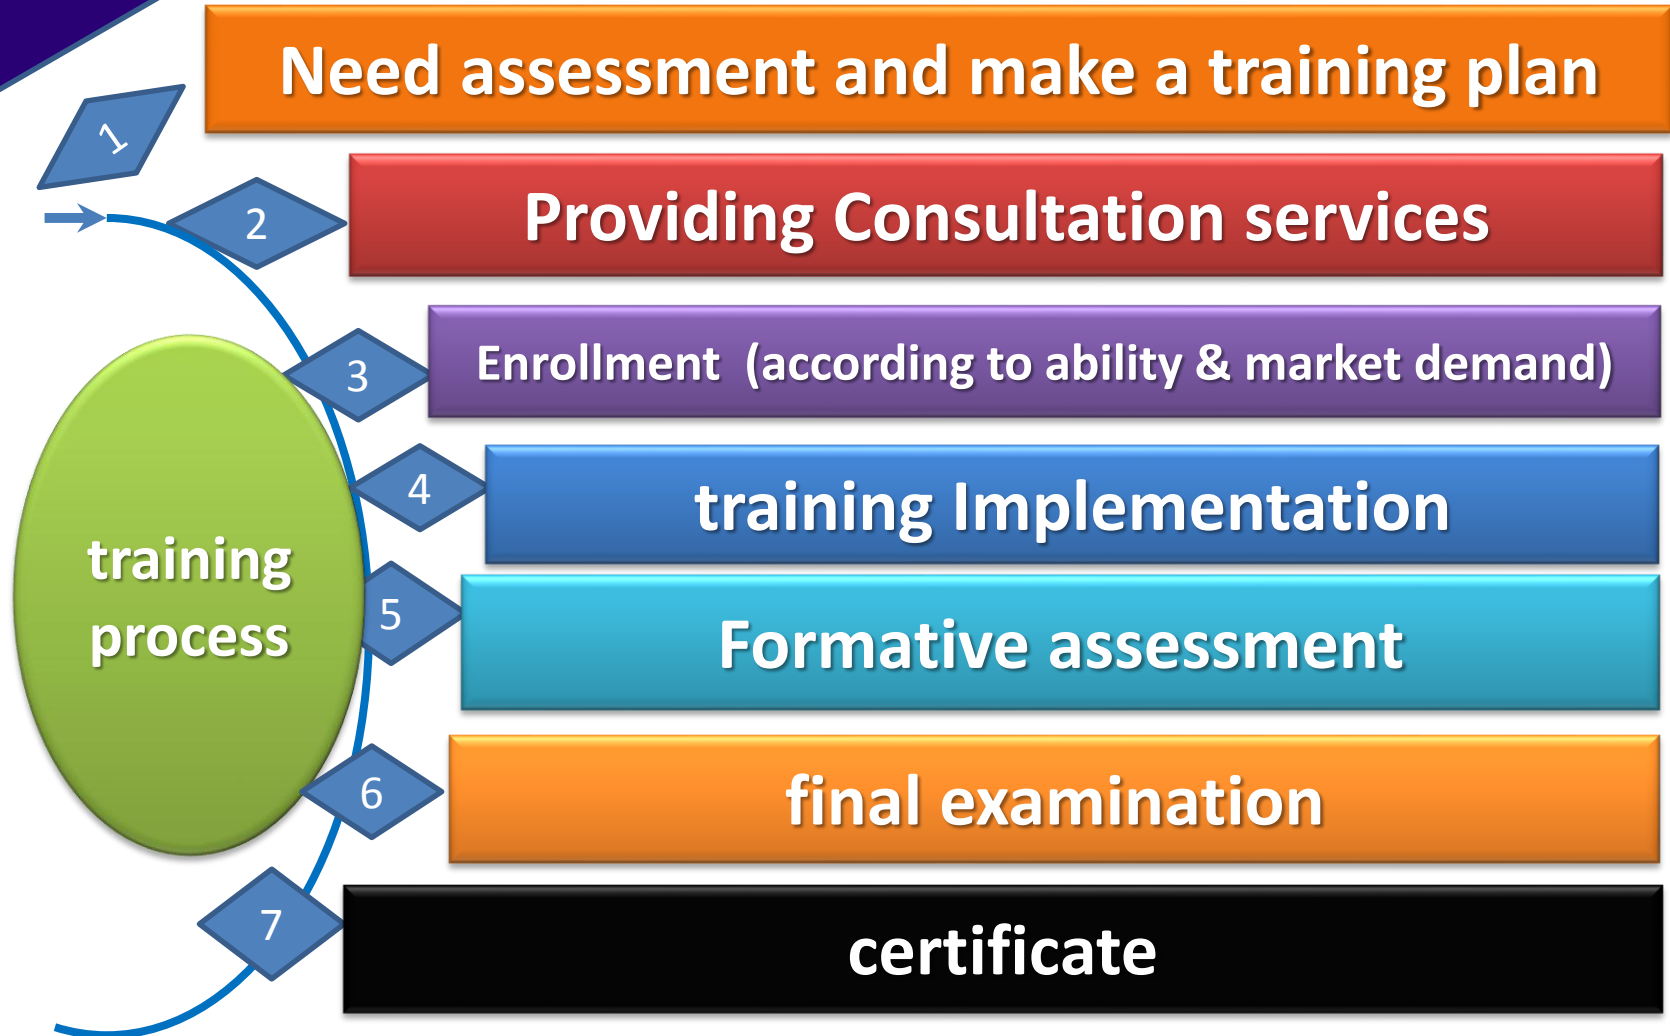 1
Need assessment and make a training plan
2
Providing Consultation services
3
Enrollment  (according to ability & market demand)
4
training Implementation
training
process
5
Formative assessment
6
final examination
7
certificate